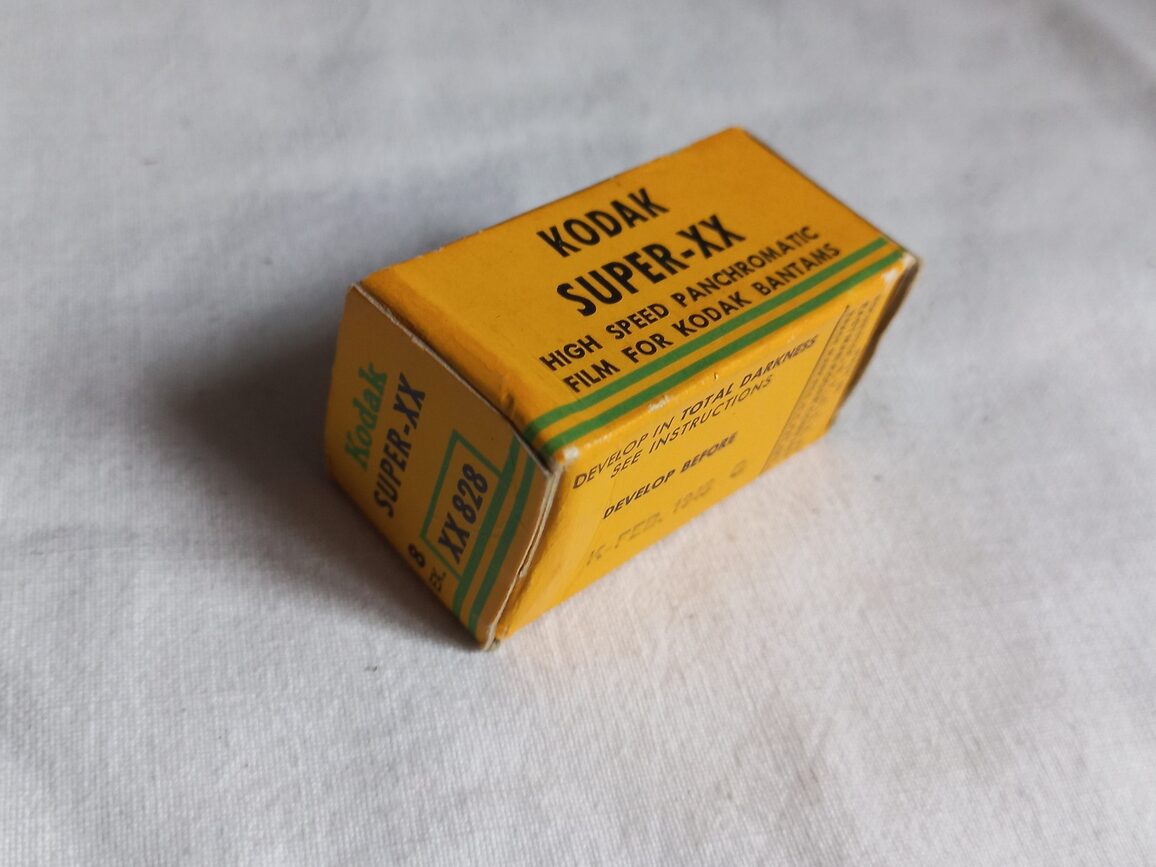 KODAK
SUPER-XX
HIGH SPEED PANCHROMATIC
FILM FOR KODAK BANTAMS
DEVELOP IN TOTAL DARKNESS
SEE INSTRUCTIONS
DEVELOP BEFORE
Kodak
SUPER-XX
XX 828
8
EX.